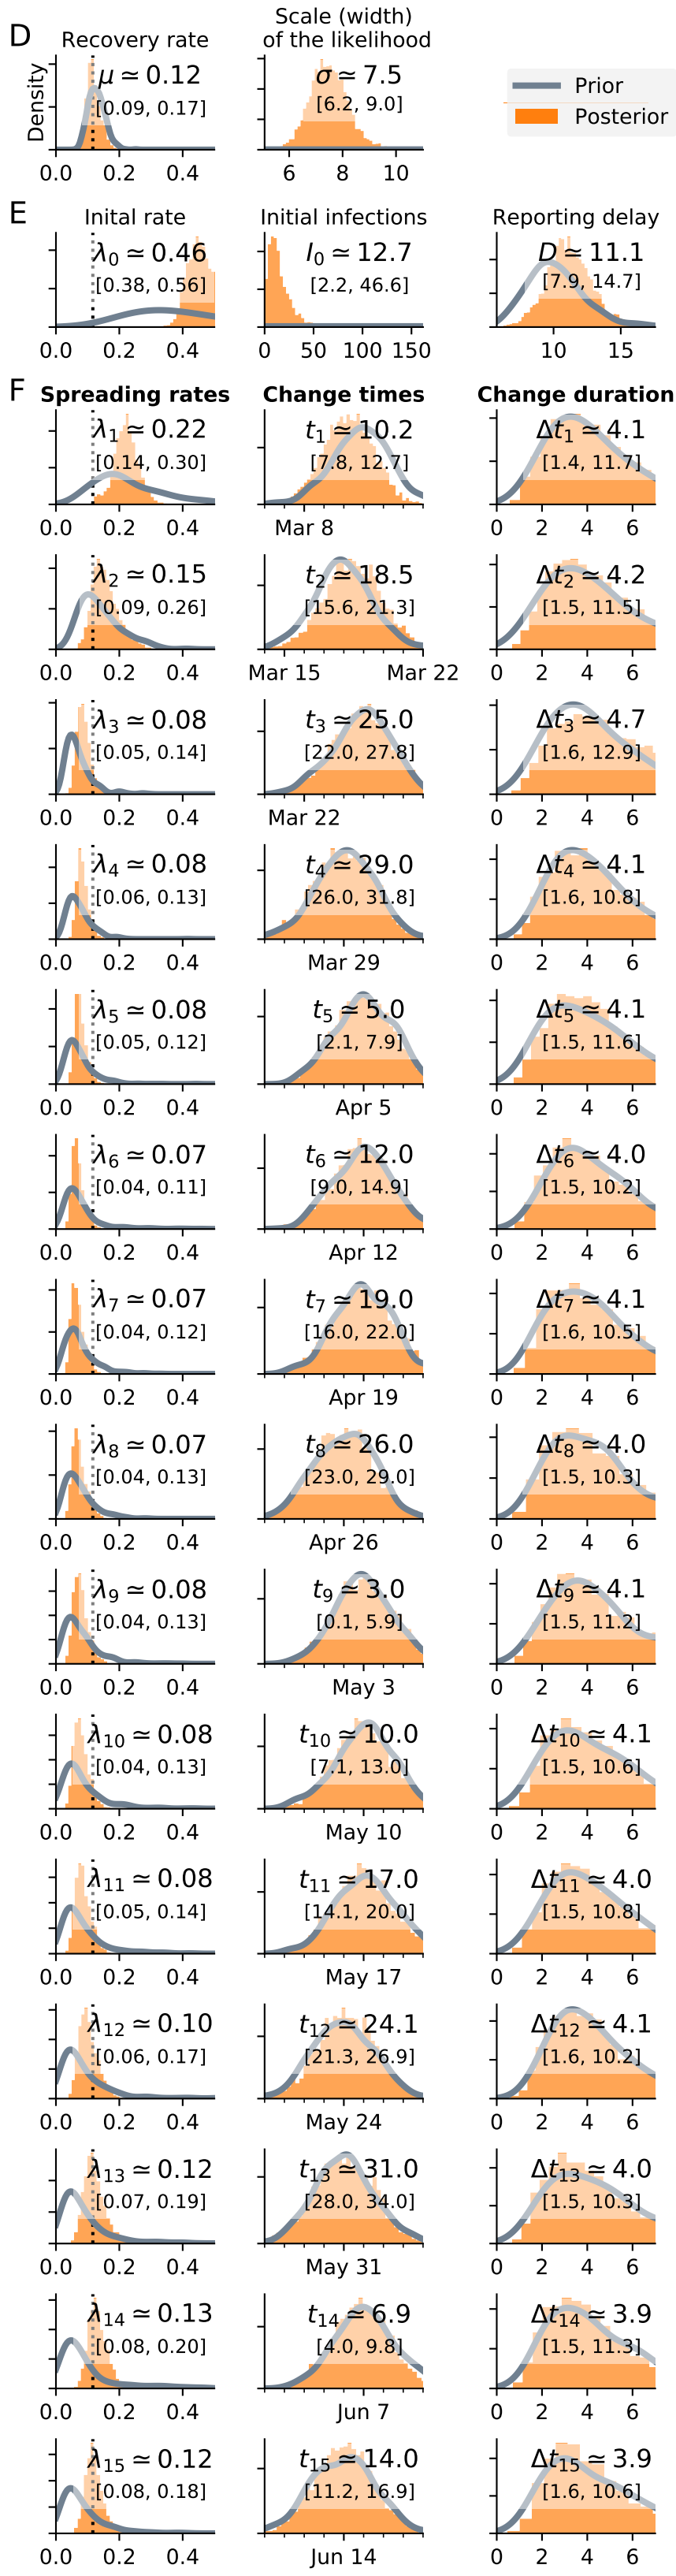 D
Recovery rate
Scale (width)
of the likelihood
Density
μ ≃ 0.12
[0.09, 0.17]
0.0 0.2 0.4
σ ≃ 7.5
[6.2, 9.0]
6 8 10
Prior
Posterior
E
Inital rate
Initial infections
Reporting delay
λ0 ≃ 0.46
[0.38, 0.56]
0.0 0.2 0.4
I0 ≃ 12.7
[2.2, 46.6]
0 50 100 150
D ≃ 11.1
[7.9, 14.7]
10 15
F
Spreading rates
Change times
Change duration
λ1 ≃ 0.22
[0.14, 0.30]
0.0 0.2 0.4
t1 ≃ 10.2
[7.8, 12.7]
Mar 8
Δt1 ≃ 4.1
[1.4, 11.7]
0 2 4 6
λ2 ≃ 0.15
[0.09, 0.26]
0.0 0.2 0.4
t2 ≃ 18.5
[15.6, 21.3]
Mar 15 Mar 22
Δt2 ≃ 4.2
[1.5, 11.5]
0 2 4 6
λ3 ≃ 0.08
[0.05, 0.14]
0.0 0.2 0.4
t3 ≃ 25.0
[22.0, 27.8]
Mar 22
Δt3 ≃ 4.7
[1.6, 12.9]
0 2 4 6
λ4 ≃ 0.08
[0.06, 0.13]
0.0 0.2 0.4
t4 ≃ 29.0
[26.0, 31.8]
Mar 29
Δt4 ≃ 4.1
[1.6, 10.8]
0 2 4 6
λ5 ≃ 0.08
[0.05, 0.12]
0.0 0.2 0.4
t5 ≃ 5.0
[2.1, 7.9]
Apr 5
Δt5 ≃ 4.1
[1.5, 11.6]
0 2 4 6
λ6 ≃ 0.07
[0.04, 0.11]
0.0 0.2 0.4
t6 ≃ 12.0
[9.0, 14.9]
Apr 12
Δt6 ≃ 4.0
[1.5, 10.2]
0 2 4 6
λ7 ≃ 0.07
[0.04, 0.12]
0.0 0.2 0.4
t7 ≃ 19.0
[16.0, 22.0]
Apr 19
Δt7 ≃ 4.1
[1.6, 10.5]
0 2 4 6
λ8 ≃ 0.07
[0.04, 0.13]
0.0 0.2 0.4
t8 ≃ 26.0
[23.0, 29.0]
Apr 26
Δt8 ≃ 4.0
[1.5, 10.3]
0 2 4 6
λ9 ≃ 0.08
[0.04, 0.13]
0.0 0.2 0.4
t9 ≃ 3.0
[0.1, 5.9]
May 3
Δt9 ≃ 4.1
[1.5, 11.2]
0 2 4 6
λ10 ≃ 0.08
[0.04, 0.13]
0.0 0.2 0.4
t10 ≃ 10.0
[7.1, 13.0]
May 10
Δt10 ≃ 4.1
[1.5, 10.6]
0 2 4 6
λ11 ≃ 0.08
[0.05, 0.14]
0.0 0.2 0.4
t11 ≃ 17.0
[14.1, 20.0]
May 17
Δt11 ≃ 4.0
[1.5, 10.8]
0 2 4 6
λ12 ≃ 0.10
[0.06, 0.17]
0.0 0.2 0.4
t12 ≃ 24.1
[21.3, 26.9]
May 24
Δt12 ≃ 4.1
[1.6, 10.2]
0 2 4 6
λ13 ≃ 0.12
[0.07, 0.19]
0.0 0.2 0.4
t13 ≃ 31.0
[28.0, 34.0]
May 31
Δt13 ≃ 4.0
[1.5, 10.3]
0 2 4 6
λ14 ≃ 0.13
[0.08, 0.20]
0.0 0.2 0.4
t14 ≃ 6.9
[4.0, 9.8]
Jun 7
Δt14 ≃ 3.9
[1.5, 11.3]
0 2 4 6
λ15 ≃ 0.12
[0.08, 0.18]
0.0 0.2 0.4
t15 ≃ 14.0
[11.2, 16.9]
Jun 14
Δt15 ≃ 3.9
[1.6, 10.6]
0 2 4 6